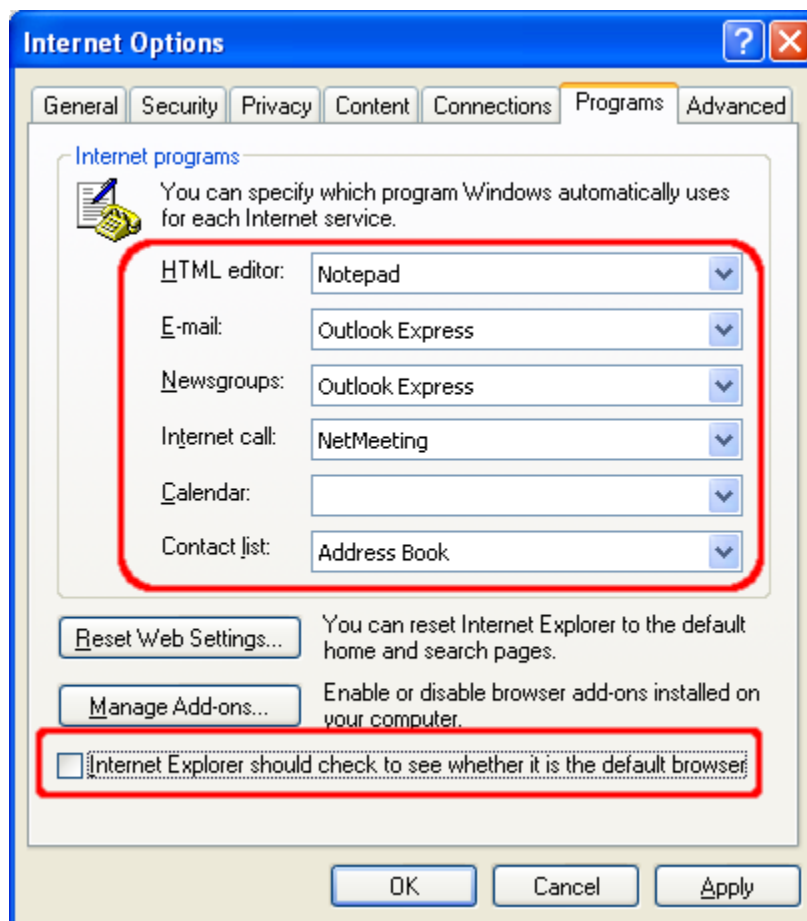 Internet Options
General Security Privacy Content Connections Programs Advanced
Internet programs
You can specify which program Windows automatically uses
for each Internet service.
HTML editor: Notepad
E-mail: Outlook Express
Newsgroups: Outlook Express
Internet call: NetMeeting
Calendar:
Contact list: Address Book
Reset Web Settings...
You can reset Internet Explorer to the default
home and search pages.
Manage Add-ons...
Enable or disable browser add-ons installed on
your computer.
Internet Explorer should check to see whether it is the default browser
OK Cancel Apply